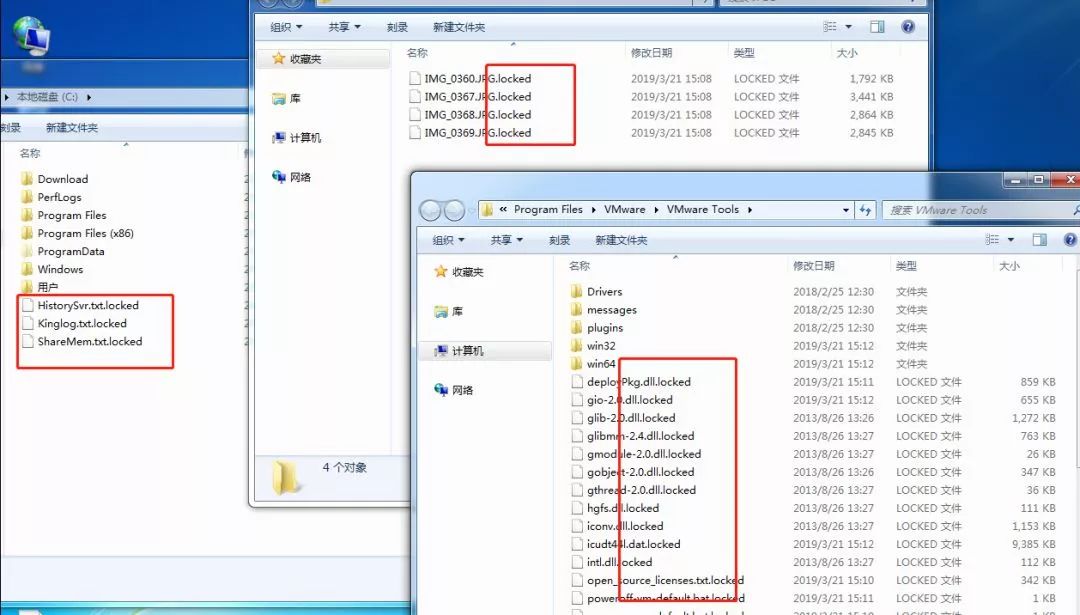 组织 共享 刻录 新建文件夹
收藏夹
库
计算机
网络
名称 修改日期 类型 大小
IMG_0360.JPG.locked 2019/3/21 15:08 LOCKED 文件 1,792 KB
IMG_0367.JPG.locked 2019/3/21 15:08 LOCKED 文件 3,441 KB
IMG_0368.JPG.locked 2019/3/21 15:08 LOCKED 文件 2,864 KB
IMG_0369.JPG.locked 2019/3/21 15:08 LOCKED 文件 2,845 KB
4 个对象
本地磁盘 (C:)
刻录 新建文件夹
名称
Download
PerfLogs
Program Files
Program Files (x86)
ProgramData
Windows
用户
HistorySvr.txt.locked
Kinglog.txt.locked
ShareMem.txt.locked
« Program Files VMware VMware Tools 搜索 VMware Tools
组织 共享 刻录 新建文件夹
收藏夹
库
计算机
网络
名称 修改日期 类型 大小
Drivers 2018/2/25 12:30 文件夹
messages 2018/2/25 12:30 文件夹
plugins 2018/2/25 12:30 文件夹
win32 2019/3/21 15:12 文件夹
win64 2019/3/21 15:12 文件夹
deployPkg.dll.locked 2019/3/21 15:11 LOCKED 文件 859 KB
gio-2.0.dll.locked 2019/3/21 15:12 LOCKED 文件 655 KB
glib-2.0.dll.locked 2013/8/26 13:26 LOCKED 文件 1,272 KB
glibmm-2.4.dll.locked 2013/8/26 13:27 LOCKED 文件 763 KB
gmodule-2.0.dll.locked 2013/8/26 13:27 LOCKED 文件 26 KB
gobject-2.0.dll.locked 2013/8/26 13:26 LOCKED 文件 347 KB
gthread-2.0.dll.locked 2013/8/26 13:27 LOCKED 文件 36 KB
hgfs.dll.locked 2013/8/26 13:27 LOCKED 文件 111 KB
iconv.dll.locked 2013/8/26 13:26 LOCKED 文件 1,153 KB
icudt44l.dat.locked 2019/3/21 15:12 LOCKED 文件 9,385 KB
intl.dll.locked 2013/8/26 13:26 LOCKED 文件 112 KB
open_source_licenses.txt.locked 2019/3/21 15:10 LOCKED 文件 342 KB
poweroff-vm-default.bat.locked 2019/3/21 15:11 LOCKED 文件 1 KB